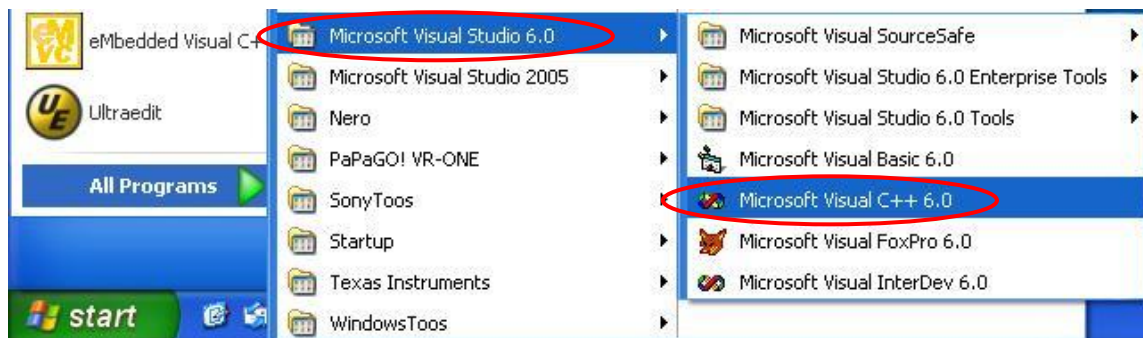 eMbedded Visual C+
Ultraedit
All Programs
start
Microsoft Visual Studio 6.0
Microsoft Visual Studio 2005
Nero
PaPaGO! VR-ONE
SonyToos
Startup
Texas Instruments
WindowsToos
Microsoft Visual SourceSafe
Microsoft Visual Studio 6.0 Enterprise Tools
Microsoft Visual Studio 6.0 Tools
Microsoft Visual Basic 6.0
Microsoft Visual C++ 6.0
Microsoft Visual FoxPro 6.0
Microsoft Visual InterDev 6.0